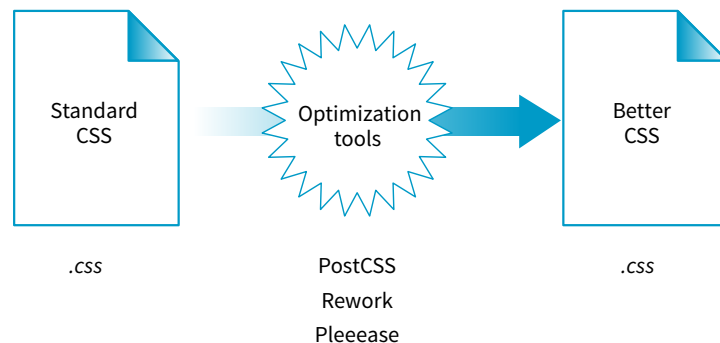 Standard
CSS
Optimization
tools
Better
CSS
.css
PostCSS
Rework
Pleeease
.css